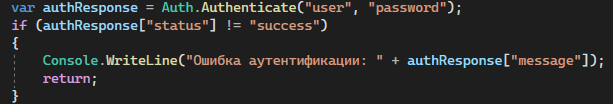 var authResponse = Auth.Authenticate("user", "password");
if (authResponse["status"] != "success")
{
    Console.WriteLine("Ошибка аутентификации: " + authResponse["message"]);
    return;
}